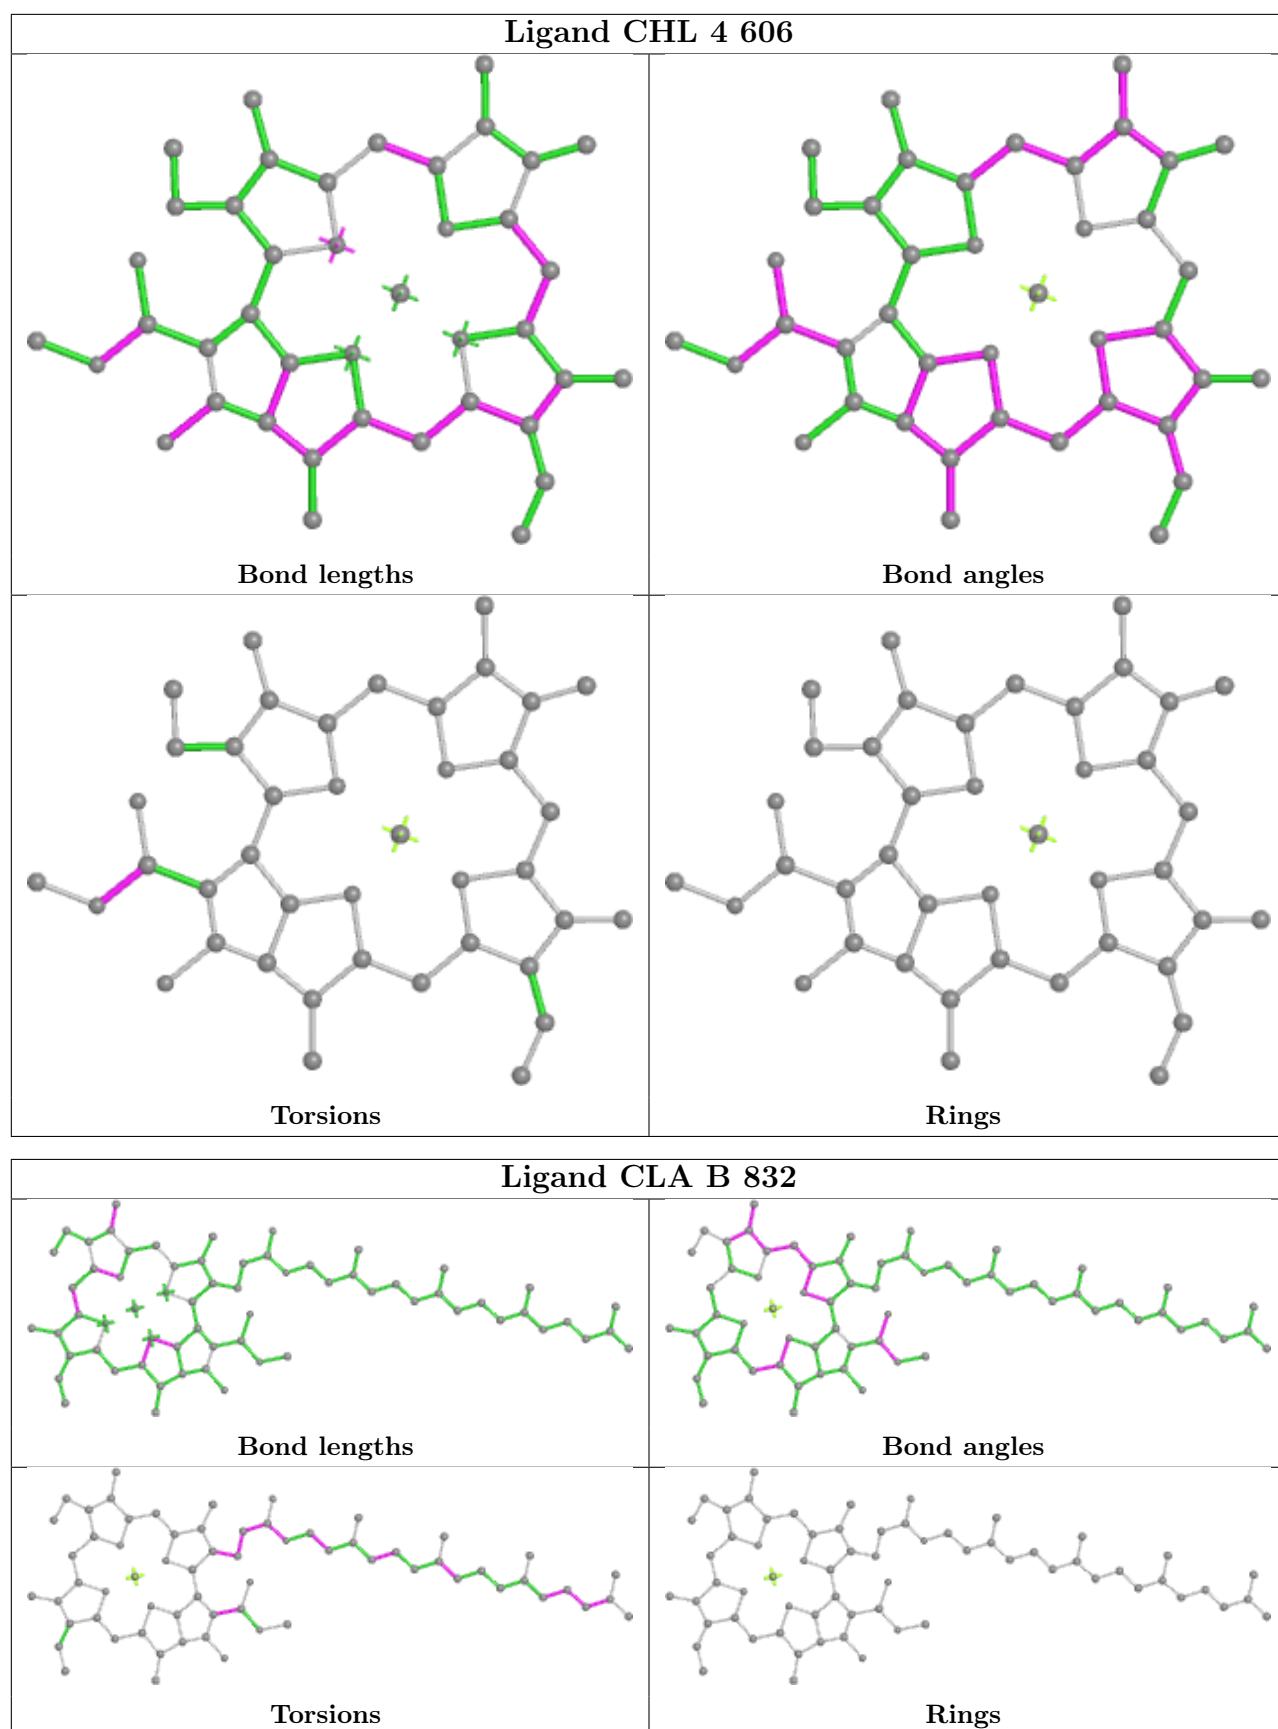 Ligand CHL 4 606
Bond lengths
Bond angles
Torsions
Rings
Ligand CLA B 832
Bond lengths
Bond angles
Torsions
Rings